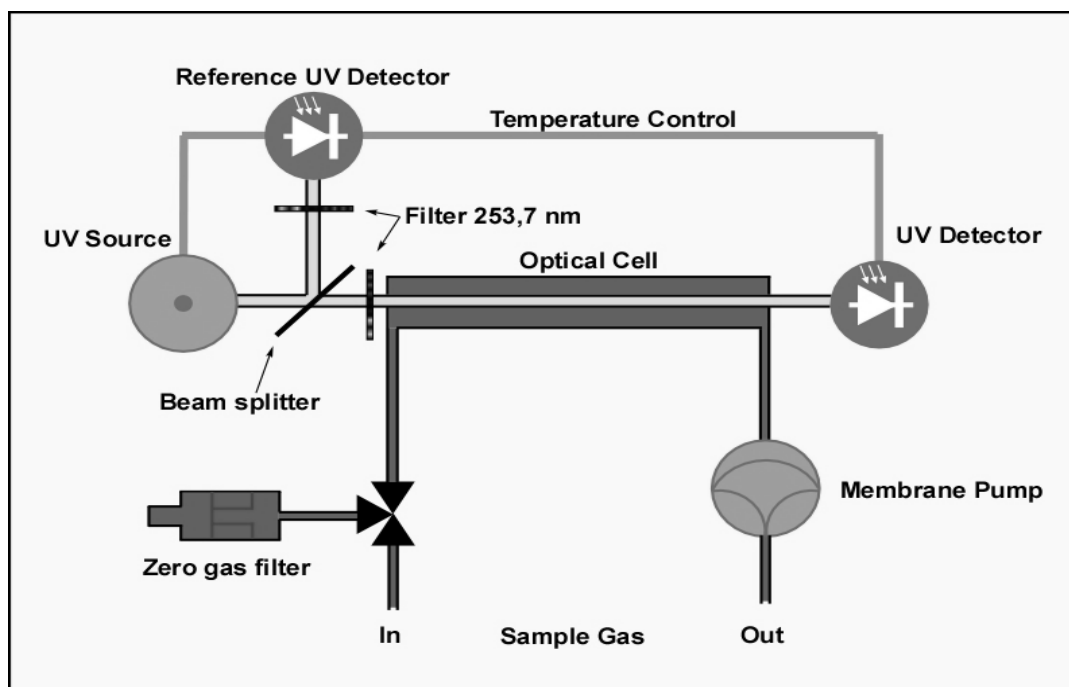 Reference UV Detector
Temperature Control
Filter 253,7 nm
UV Source
UV Detector
Optical Cell
Beam splitter
Membrane Pump
Zero gas filter
In
Sample Gas
Out